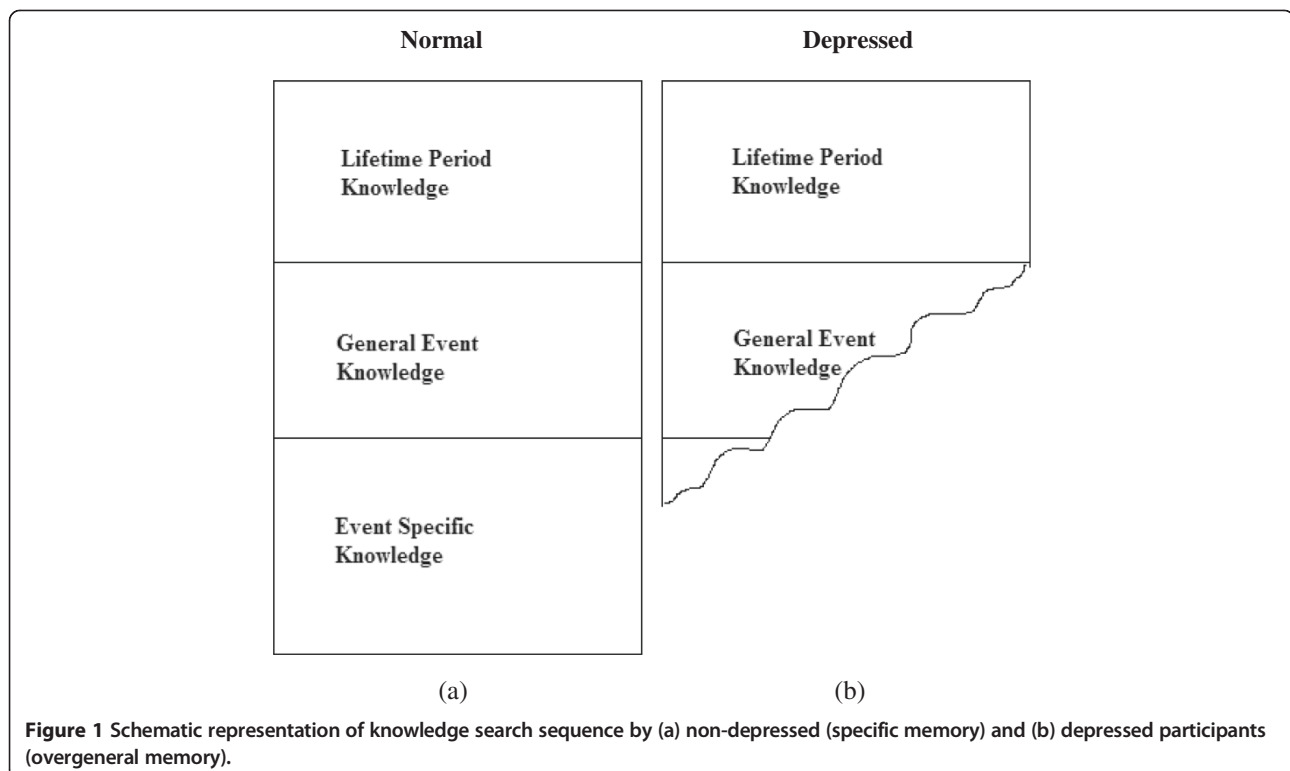 Normal
Depressed
Lifetime Period
Knowledge
Lifetime Period
Knowledge
General Event
Knowledge
General Event
Knowledge
Event Specific
Knowledge
(a)
(b)
Figure 1 Schematic representation of knowledge search sequence by (a) non-depressed (specific memory) and (b) depressed participants
(overgeneral memory).